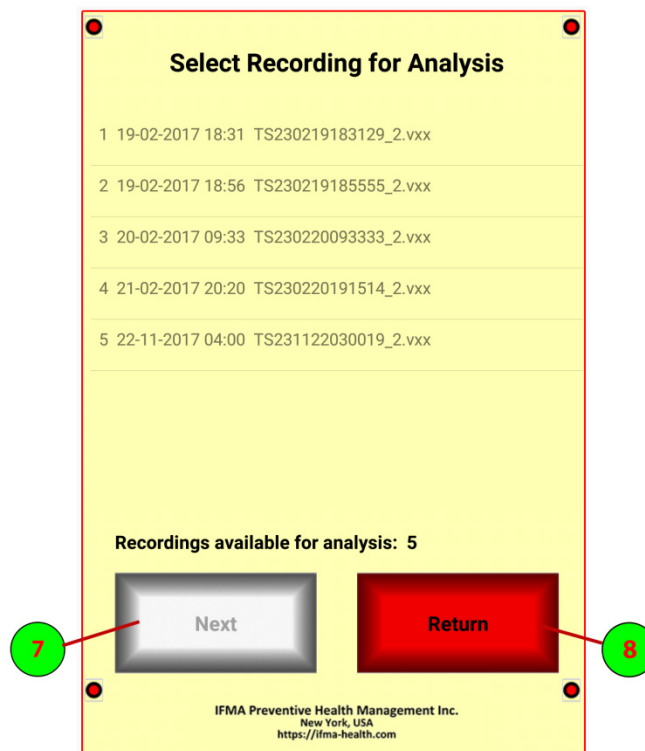 Select Recording for Analysis
1 19-02-2017 18:31 TS230219183129_2.vxx
2 19-02-2017 18:56 TS230219185555_2.vxx
3 20-02-2017 09:33 TS230220093333_2.vxx
4 21-02-2017 20:20 TS230220191514_2.vxx
5 22-11-2017 04:00 TS231122030019_2.vxx
Recordings available for analysis: 5
7 Next Return 8
IFMA Preventive Health Management Inc.
New York, USA
https://ifma-health.com